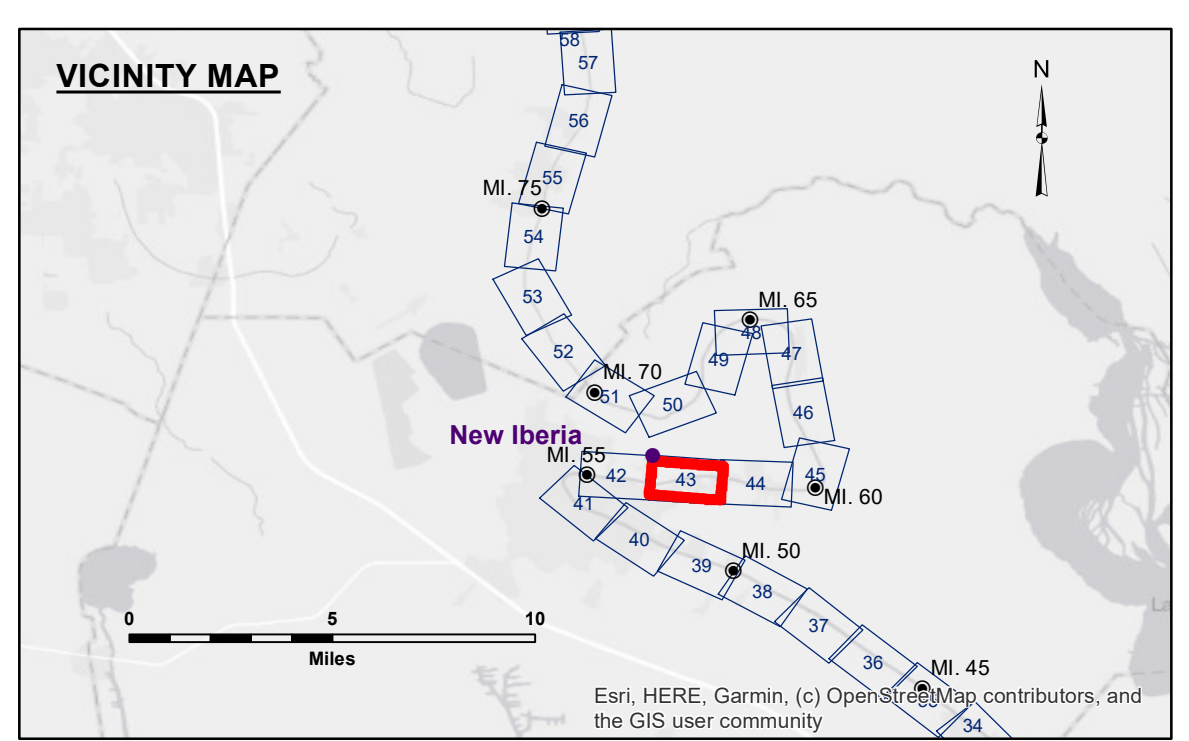 58
57
VICINITY MAP
N
56
55
MI. 75
54
53
MI. 65
48
47
52
49
MI. 70
51
50
46
New Iberia
MI. 55
42
43
44
45
MI. 60
41
40
MI. 50
39
38
0
5
10
37
Miles
36
MI. 45
34
Esri, HERE, Garmin, (c) OpenStreetMap contributors, and
the GIS user community